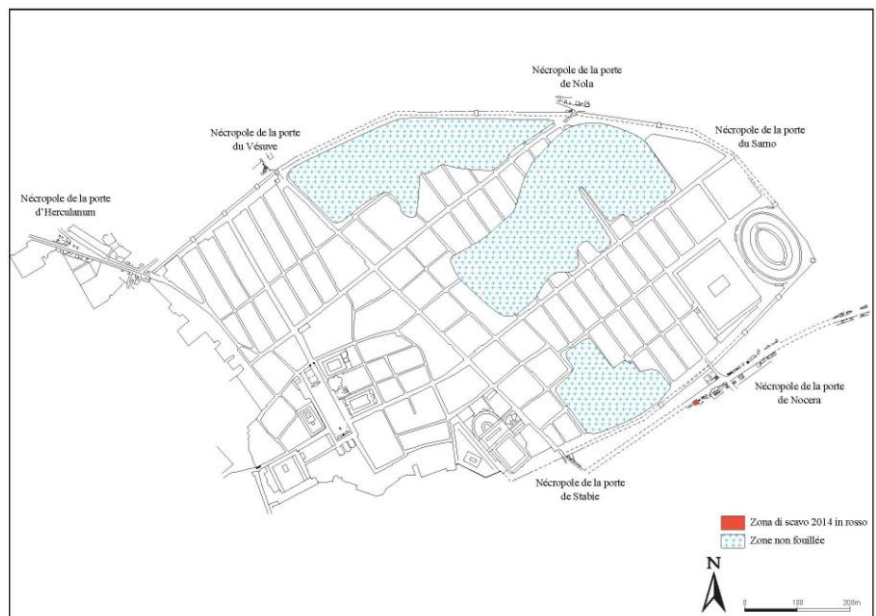 Nécropole de la porte
de Nola
Nécropole de la porte
du Vésuve
Nécropole de la porte
du Sarno
Nécropole de la porte
d'Herculanum
Nécropole de la porte
de Nocera
Nécropole de la porte
de Stabie
Zona di scavo 2014 in rosso
Zone non fouillée
N
0 100 200m